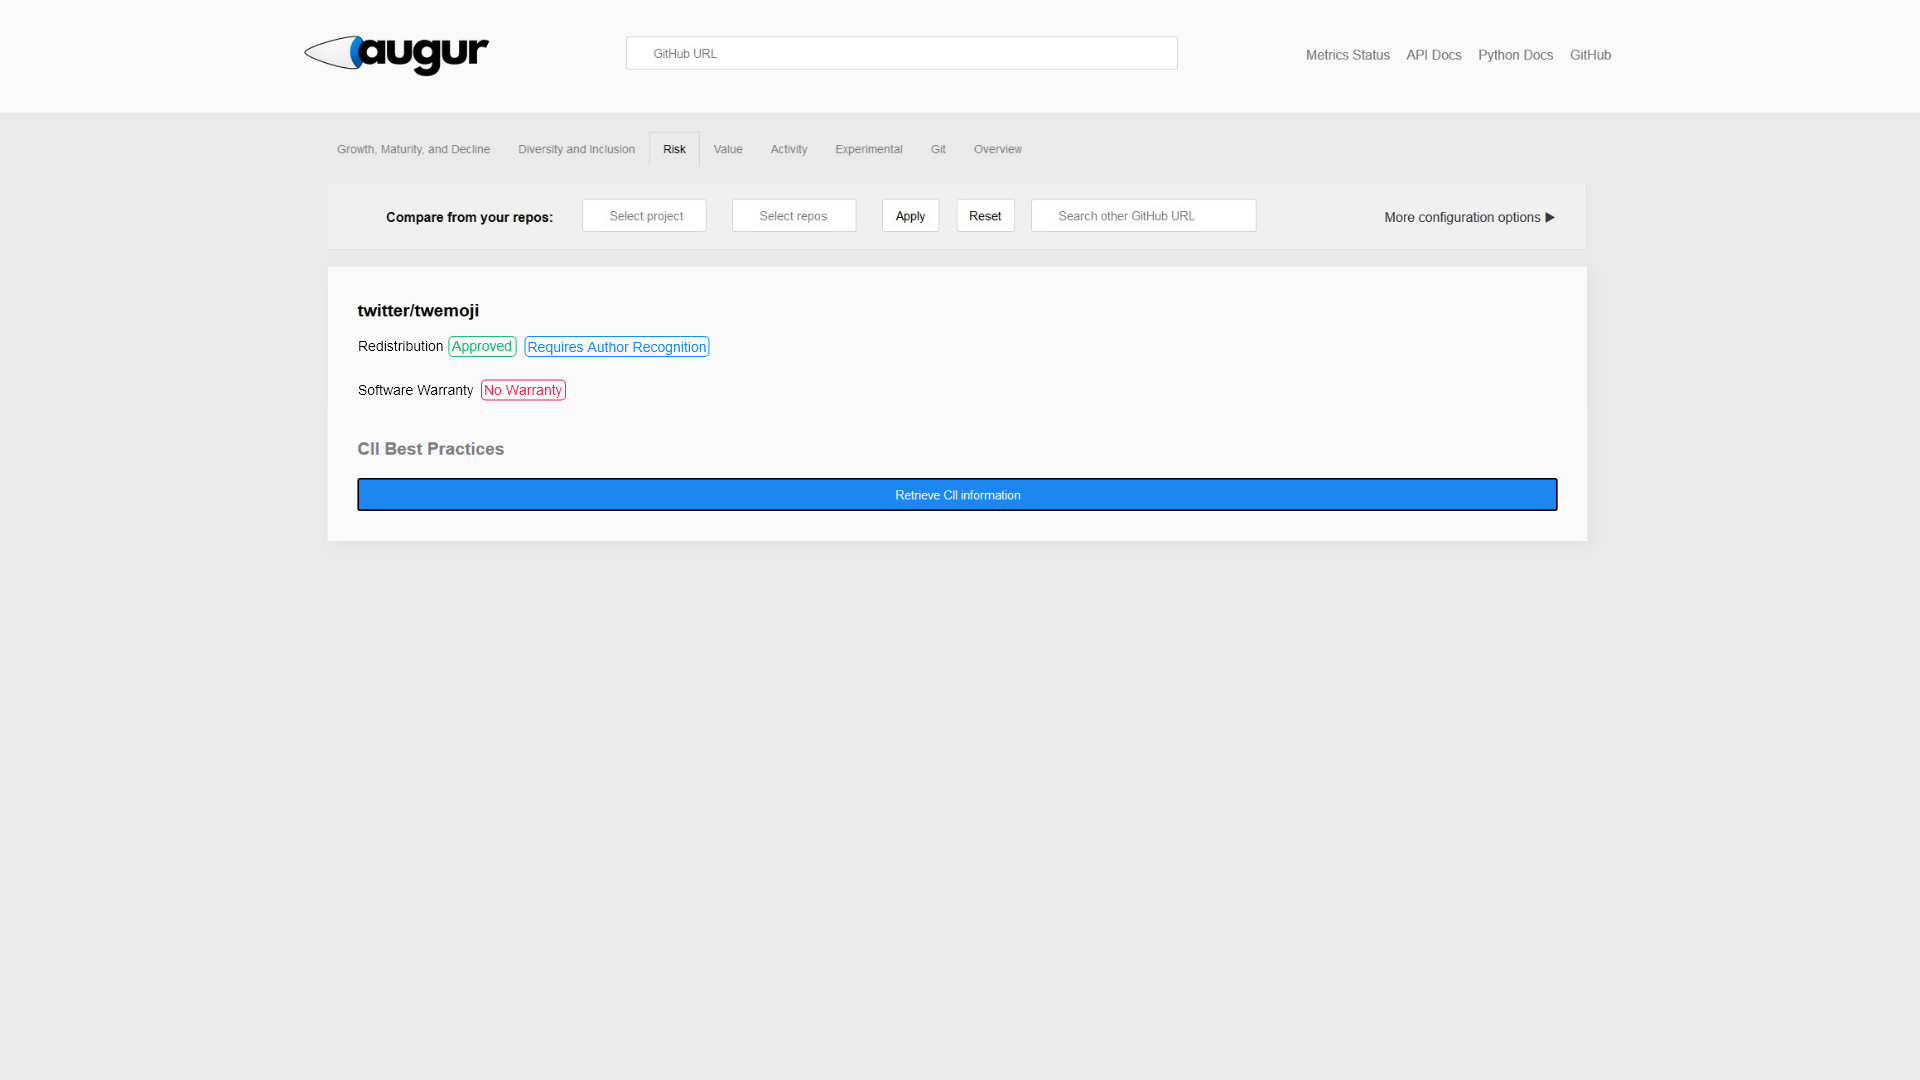 augur
GitHub URL
Metrics Status API Docs Python Docs GitHub
Growth, Maturity, and Decline Diversity and Inclusion Risk Value Activity Experimental Git Overview
Compare from your repos: Select project Select repos Apply Reset Search other GitHub URL More configuration options ▶
twitter/twemoji
Redistribution Approved Requires Author Recognition
Software Warranty No Warranty
CII Best Practices
Retrieve CII information